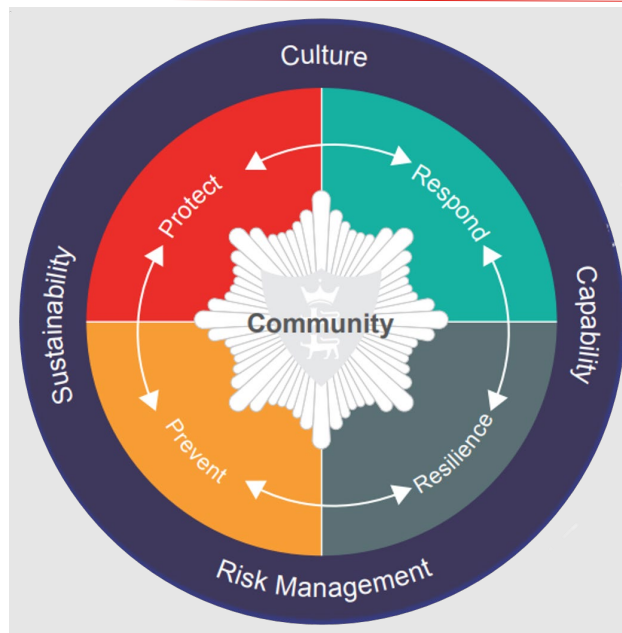 Culture
Protect
Respond
Sustainability
Community
Capability
Prevent
Resilience
Risk Management